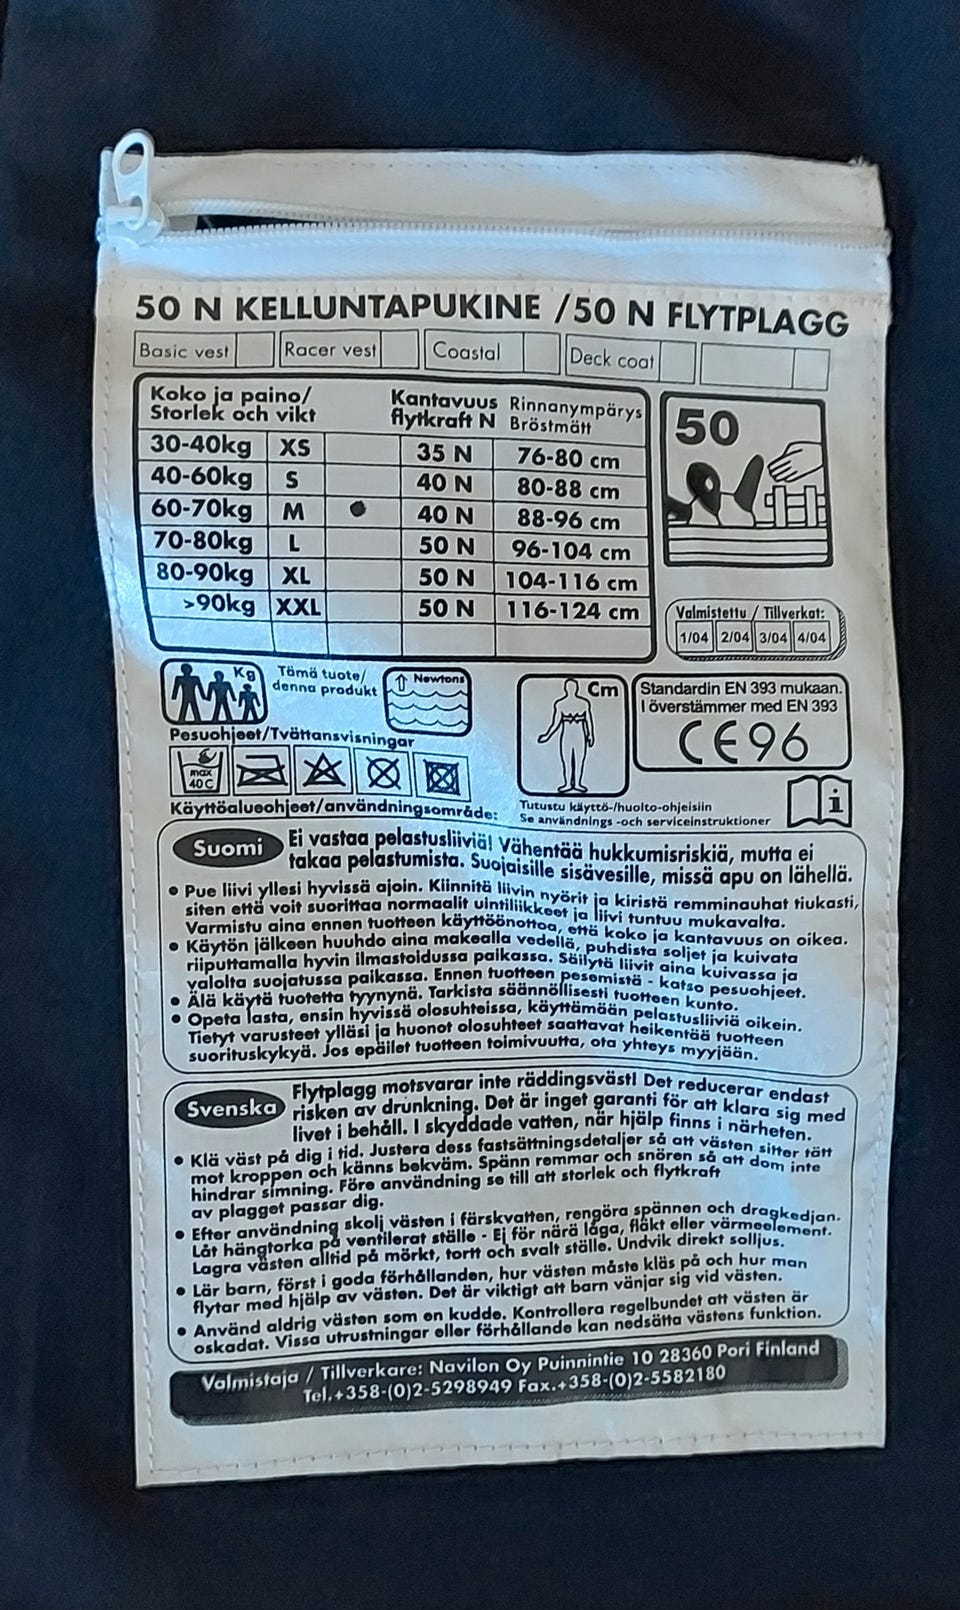 50 N KELLUNTAPUKINE / 50 N FLYTPLAGG
Basic vest Racer vest Coastal Deck coat
Koko ja paino/ Kantavuus Rinnanympärys
Storlek och vikt flytkraft N Bröstmått
30-40kg XS 35 N 76-80 cm
40-60kg S 40 N 80-88 cm
60-70kg M ● 40 N 88-96 cm
70-80kg L 50 N 96-104 cm
80-90kg XL 50 N 104-116 cm
>90kg XXL 50 N 116-124 cm
50
Valmistettu / Tillverkat:
1/04 2/04 3/04 4/04
Kg
Tämä tuote/
denna produkt
Newtons
Cm
Standardin EN 393 mukaan.
I överstämmer med EN 393
CE96
Pesuohjeet/Tvättansvisningar
max
40 C
Tutustu käyttö-/huolto-ohjeisiin
Se användnings -och serviceinstruktioner
i
Käyttöalueohjeet/användningsområde:
Suomi
Ei vastaa pelastusliiviä! Vähentää hukkumisriskiä, mutta ei
takaa pelastumista. Suojaisille sisävesille, missä apu on lähellä.
• Pue liivi yllesi hyvissä ajoin. Kiinnitä liivin nyörit ja kiristä remminauhat tiukasti,
siten että voit suorittaa normaalit uintiliikkeet ja liivi tuntuu mukavalta.
Varmistu aina ennen tuotteen käyttöönottoa, että koko ja kantavuus on oikea.
• Käytön jälkeen huuhdo aina makealla vedellä, puhdista soljet ja kuivata
riiputtamalla hyvin ilmastoidussa paikassa. Säilytä liivit aina kuivassa ja
valolta suojatussa paikassa. Ennen tuotteen pesemistä - katso pesuohjeet.
• Älä käytä tuotetta tyynynä. Tarkista säännöllisesti tuotteen kunto.
• Opeta lasta, ensin hyvissä olosuhteissa, käyttämään pelastusliiviä oikein.
Tietyt varusteet ylläsi ja huonot olosuhteet saattavat heikentää tuotteen
suorituskykyä. Jos epäilet tuotteen toimivuutta, ota yhteys myyjään.
Svenska
Flytplagg motsvarar inte räddingsväst! Det reducerar endast
risken av drunkning. Det är inget garanti för att klara sig med
livet i behåll. I skyddade vatten, när hjälp finns i närheten.
• Klä väst på dig i tid. Justera dess fastsättningsdetaljer så att västen sitter tätt
mot kroppen och känns bekväm. Spänn remmar och snören så att dom inte
hindrar simning. Före användning se till att storlek och flytkraft
av plagget passar dig.
• Efter användning skolj västen i färskvatten, rengöra spännen och dragkedjan.
Låt hängtorka på ventilerat ställe - Ej för nära låga, fläkt eller värmeelement.
Lagra västen alltid på mörkt, torrt och svalt ställe. Undvik direkt solljus.
• Lär barn, först i goda förhållanden, hur västen måste kläs på och hur man
flytar med hjälp av västen. Det är viktigt att barn vänjar sig vid västen.
• Använd aldrig västen som en kudde. Kontrollera regelbundet att västen är
oskadat. Vissa utrustningar eller förhållande kan nedsätta västens funktion.
Valmistaja / Tillverkare: Navilon Oy Puinnintie 10 28360 Pori Finland
Tel.+358-(0)2-5298949 Fax.+358-(0)2-5582180